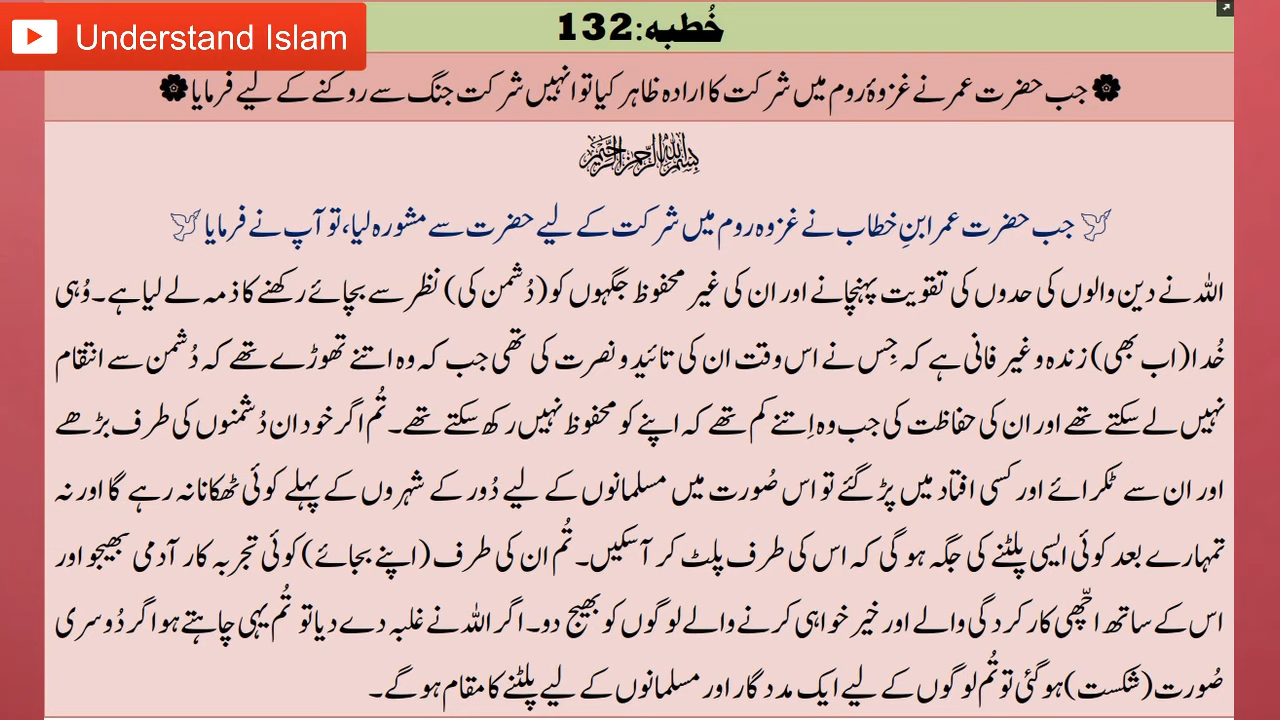 Understand Islam
خُطبہ:132
جب حضرت عمر نے غزوۂ روم میں شرکت کا ارادہ ظاہر کیا تو انہیں شرکت جنگ سے روکنے کے لیے فرمایا
بِسْمِ اللهِ الرَّحْمٰنِ الرَّحِيْمِ
جب حضرت عمر ابنِ خطاب نے غزوہ روم میں شرکت کے لیے حضرت سے مشورہ لیا، تو آپ نے فرمایا
اللہ نے دین والوں کی حدوں کی تقویت پہنچانے اور ان کی غیر محفوظ جگہوں کو (دُشمن کی) نظر سے بچائے رکھنے کا ذمہ لے لیا ہے۔ وُہی
خُدا (اب بھی) زندہ و غیر فانی ہے کہ جِس نے اس وقت ان کی تائید و نصرت کی تھی جب کہ وہ اتنے تھوڑے تھے کہ دُشمن سے انتقام
نہیں لے سکتے تھے اور ان کی حفاظت کی جب وہ اِتنے کم تھے کہ اپنے کو محفوظ نہیں رکھ سکتے تھے۔ تُم اگر خود ان دُشمنوں کی طرف بڑھے
اور ان سے ٹکرائے اور کسی افتاد میں پڑ گئے تو اس صُورت میں مسلمانوں کے لیے دُور کے شہروں کے پہلے کوئی ٹھکانا نہ رہے گا اور نہ
تمہارے بعد کوئی ایسی پلٹنے کی جگہ ہو گی کہ اس کی طرف پلٹ کر آ سکیں۔ تُم ان کی طرف (اپنے بجائے) کوئی تجربہ کار آدمی بھیجو اور
اس کے ساتھ اچّھی کارکردگی والے اور خیر خواہی کرنے والے لوگوں کو بھیج دو۔ اگر اللہ نے غلبہ دے دیا تو تُم یہی چاہتے ہو اگر دُوسری
صُورت (شکست) ہو گئی تو تُم لوگوں کے لیے ایک مددگار اور مسلمانوں کے لیے پلٹنے کا مقام ہو گے۔